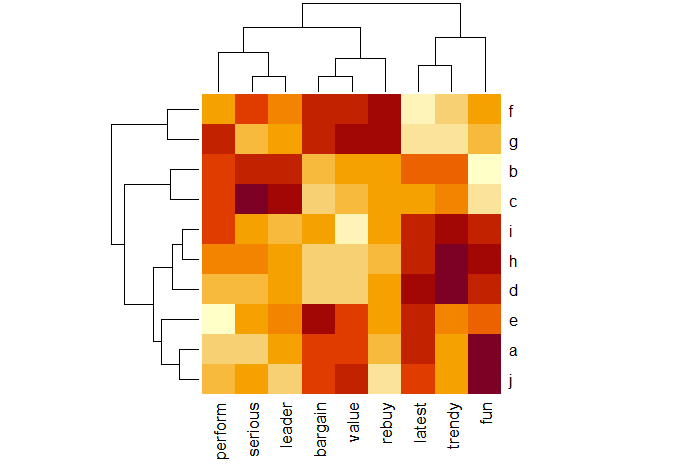 f
g
b
c
i
h
d
e
a
j
perform serious leader bargain value rebuy latest trendy fun